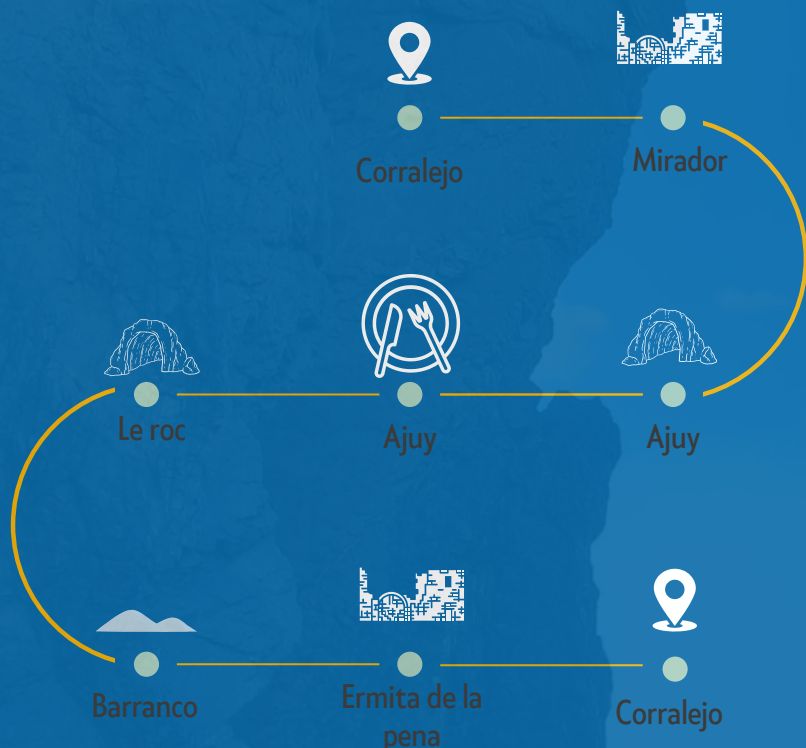 Corralejo
Mirador
Le roc
Ajuy
Ajuy
Barranco
Ermita de la
pena
Corralejo